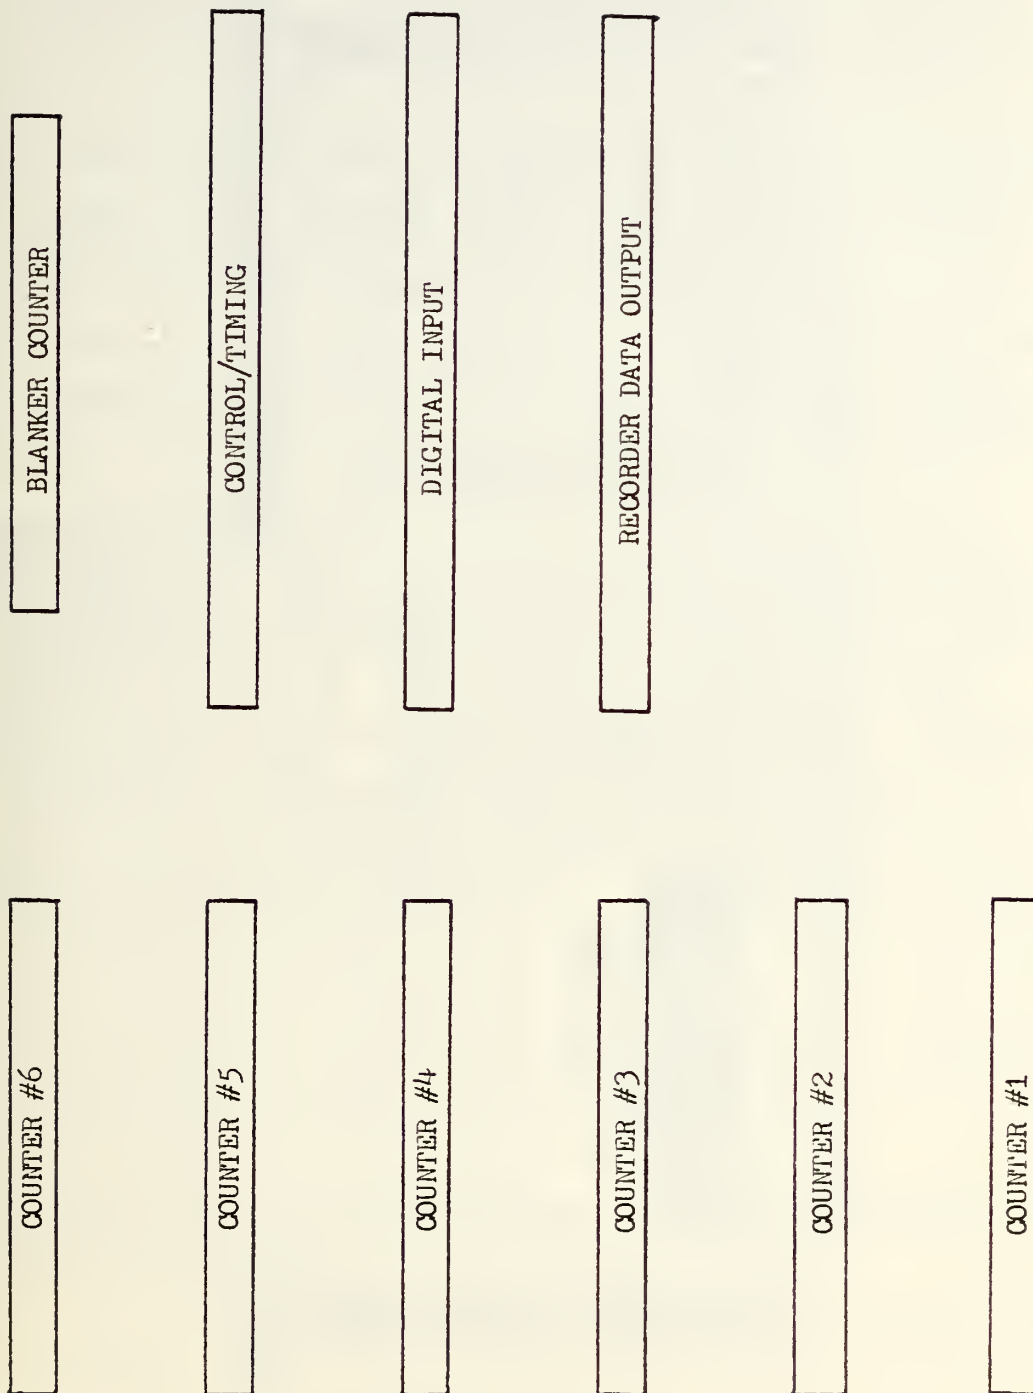 BLANKER COUNTER
CONTROL/TIMING
DIGITAL INPUT
RECORDER DATA OUTPUT
COUNTER #6
COUNTER #5
COUNTER #4
COUNTER #3
COUNTER #2
COUNTER #1